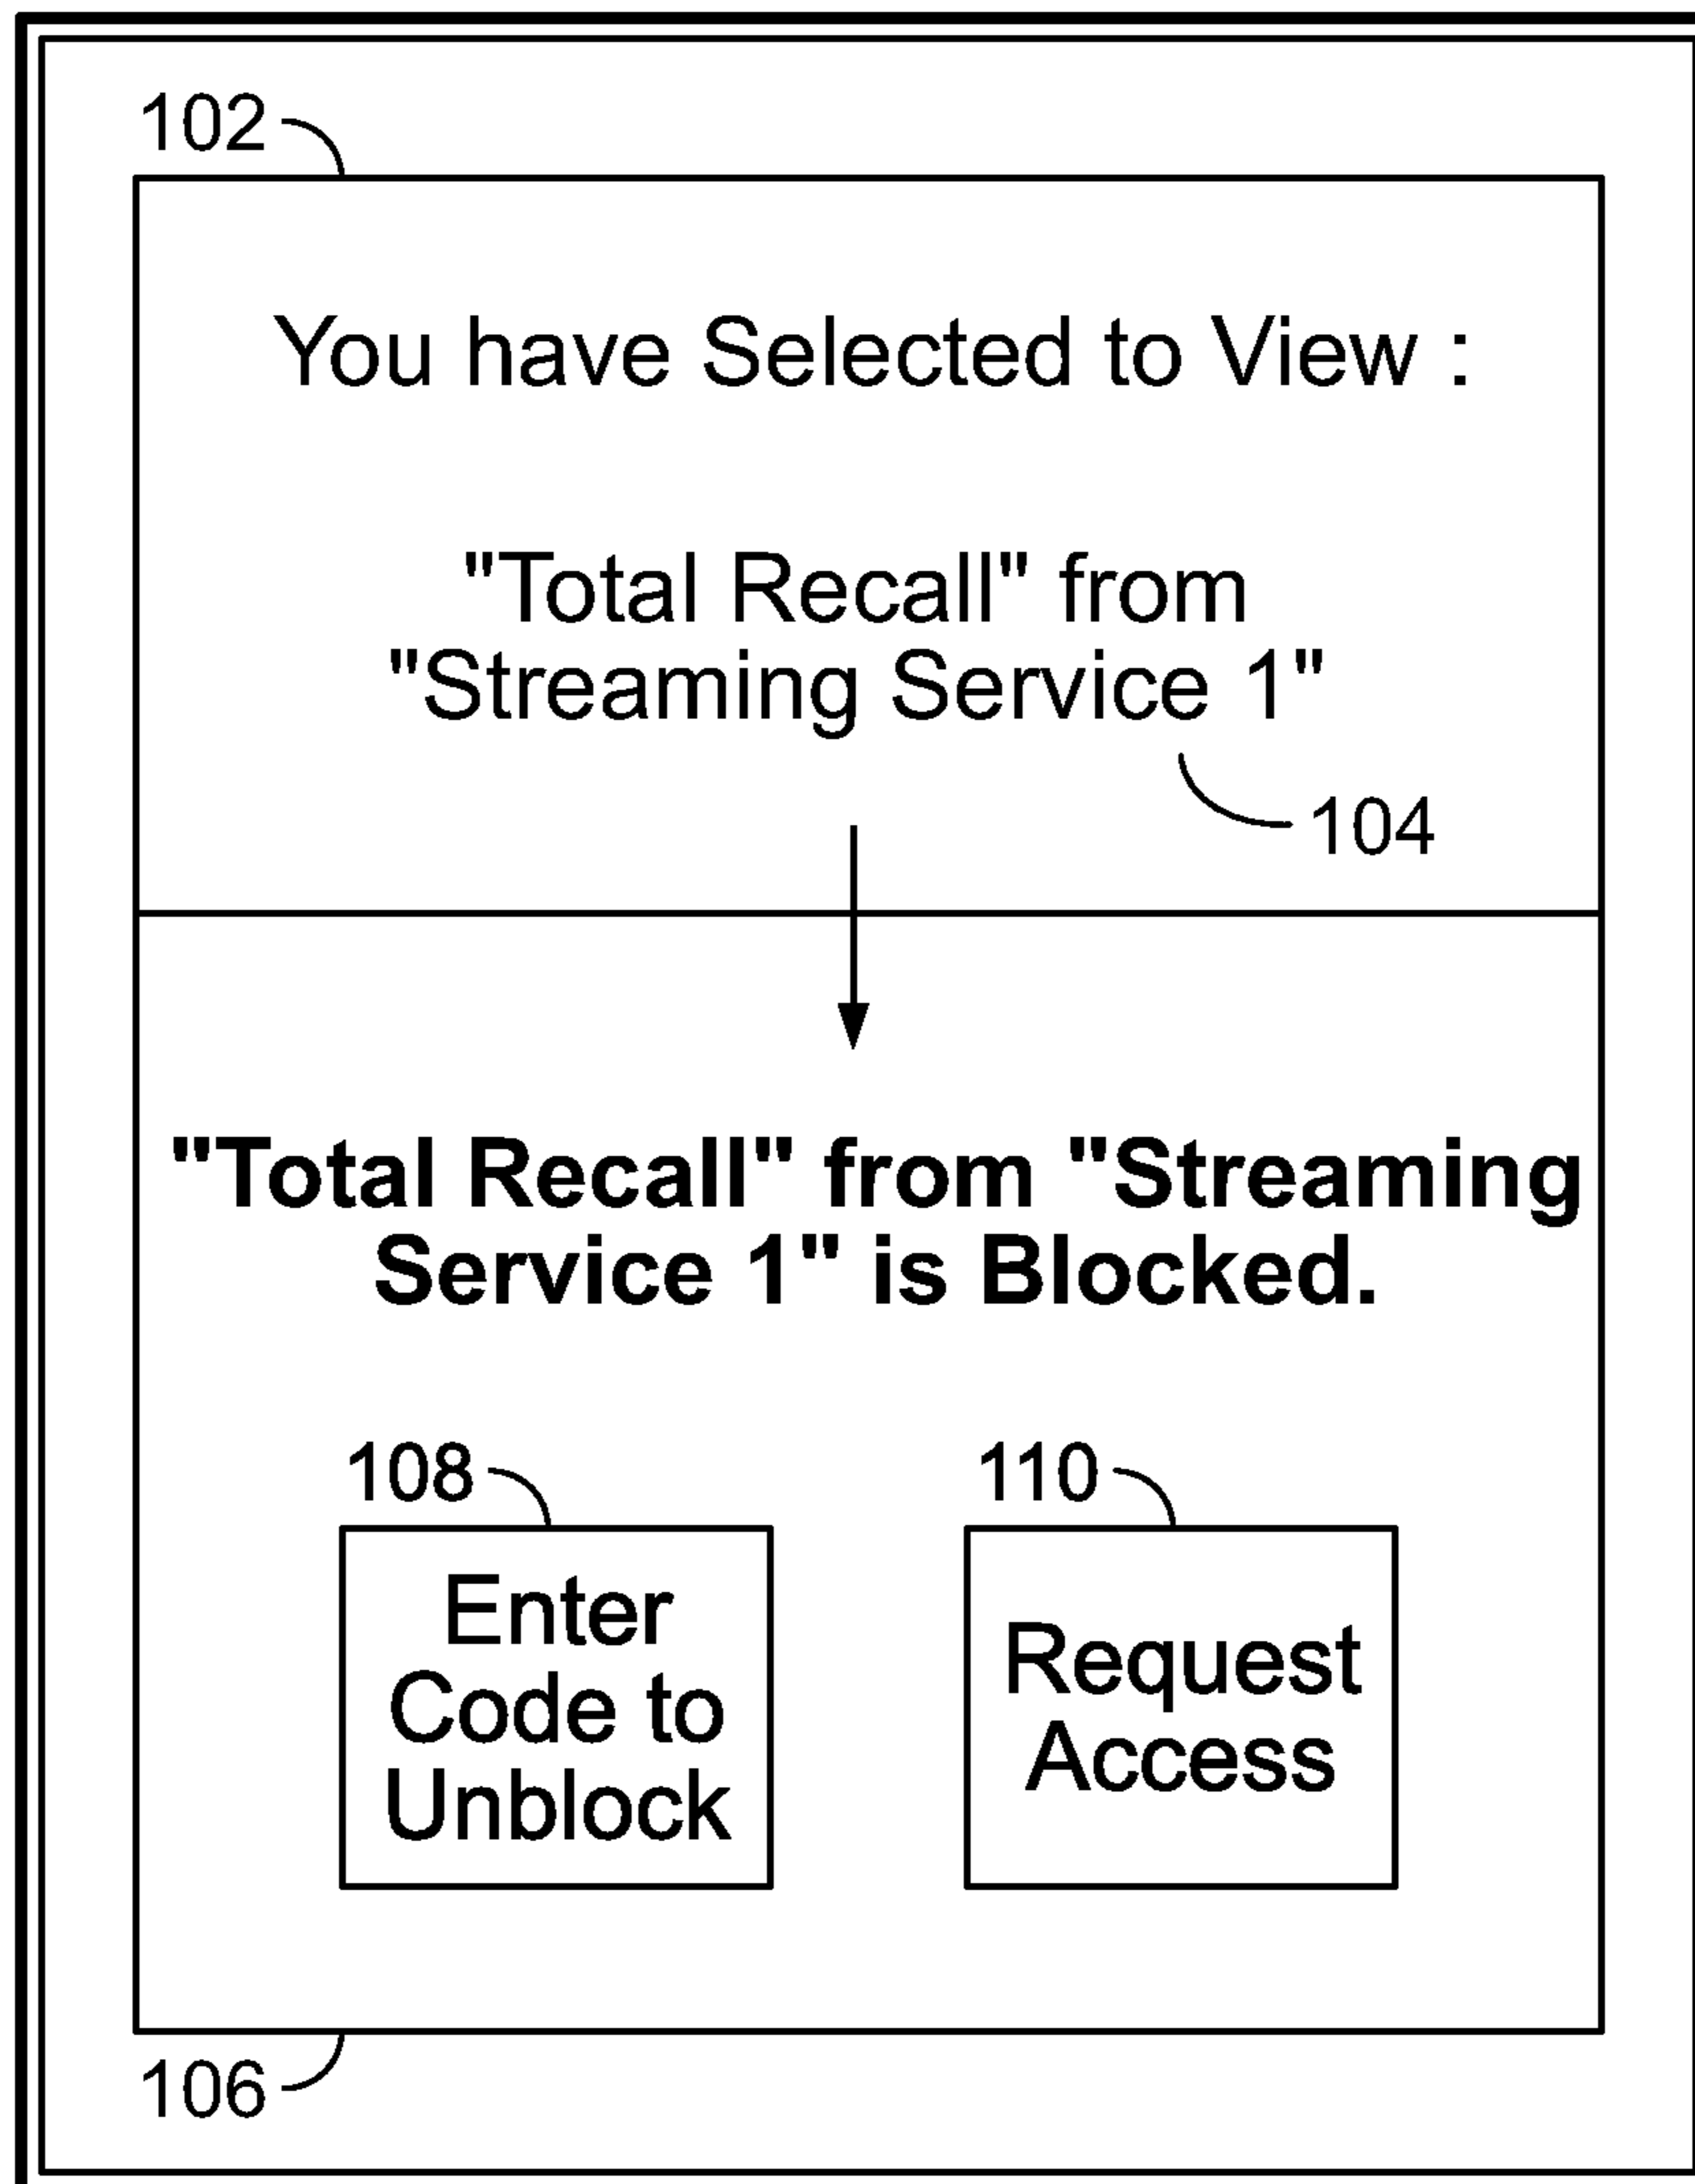 102
You have Selected to View :
"Total Recall" from
"Streaming Service 1"
104
"Total Recall" from "Streaming
Service 1" is Blocked.
108
110
Enter
Code to
Unblock
Request
Access
106